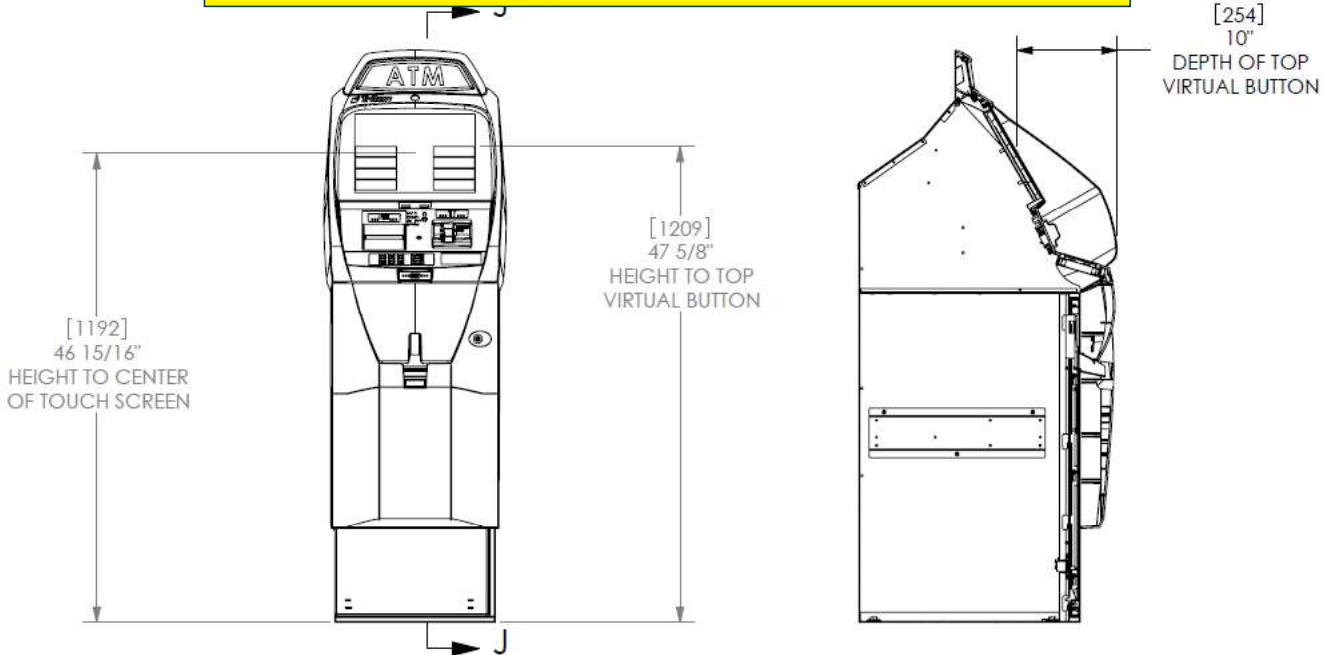 J
[254]
10"
DEPTH OF TOP
VIRTUAL BUTTON
ATM
[1209]
47 5/8"
HEIGHT TO TOP
VIRTUAL BUTTON
[1192]
46 15/16"
HEIGHT TO CENTER
OF TOUCH SCREEN
J